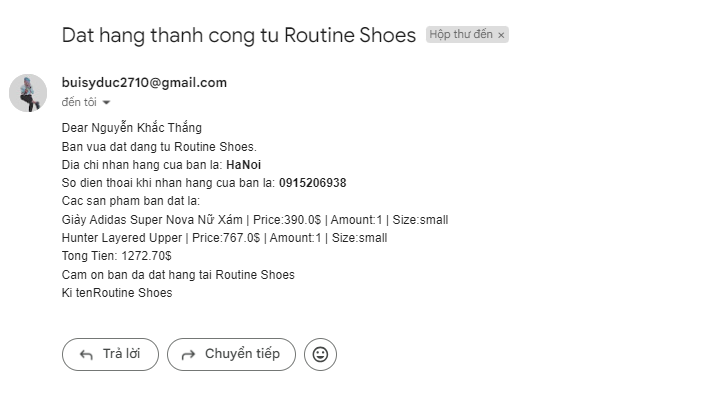 Dat hang thanh cong tu Routine Shoes Hộp thư đến ×
buisyduc2710@gmail.com
đến tôi
Dear Nguyễn Khắc Thắng
Ban vua dat dang tu Routine Shoes.
Dia chi nhan hang cua ban la: HaNoi
So dien thoai khi nhan hang cua ban la: 0915206938
Cac san pham ban dat la:
Giày Adidas Super Nova Nữ Xám | Price:390.0$ | Amount:1 | Size:small
Hunter Layered Upper | Price:767.0$ | Amount:1 | Size:small
Tong Tien: 1272.70$
Cam on ban da dat hang tai Routine Shoes
Ki tenRoutine Shoes
Trả lời Chuyển tiếp